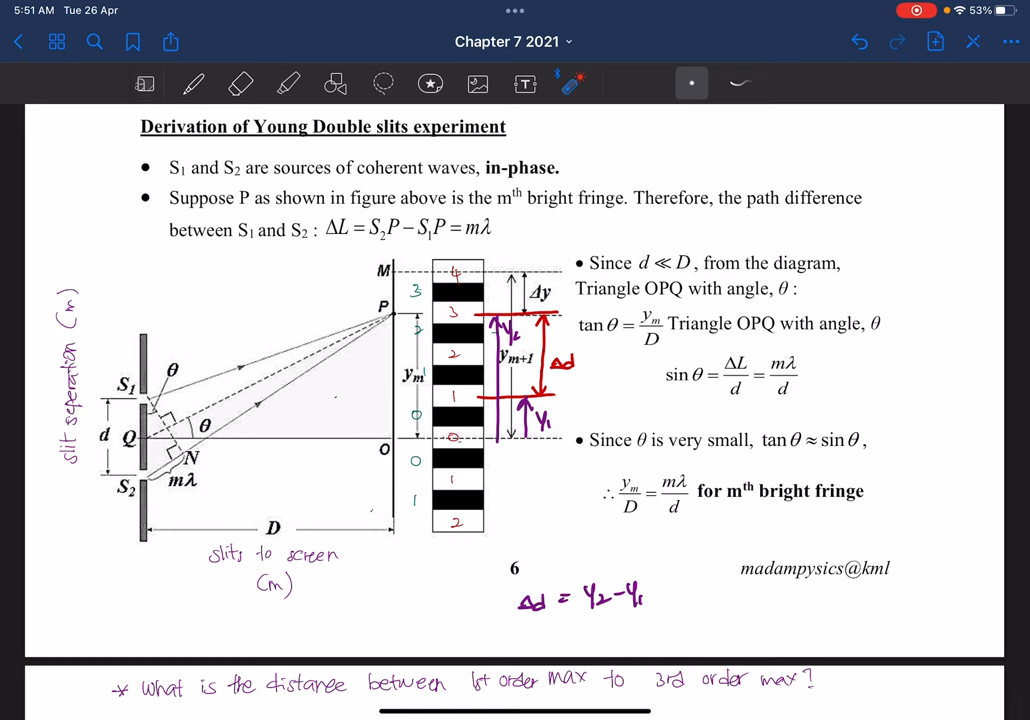 5:51 AM Tue 26 Apr
53%
Chapter 7 2021
Derivation of Young Double slits experiment
• S₁ and S₂ are sources of coherent waves, in-phase.
• Suppose P as shown in figure above is the mᵗʰ bright fringe. Therefore, the path difference
between S₁ and S₂ : ΔL = S₂P − S₁P = mλ
• Since d ≪ D, from the diagram,
Triangle OPQ with angle, θ :
tan θ = yₘ/D Triangle OPQ with angle, θ
sin θ = ΔL/d = mλ/d
• Since θ is very small, tan θ ≈ sin θ,
∴ yₘ/D = mλ/d for mᵗʰ bright fringe
slit seperation (m)
M
P
S₁
θ
d
Q
θ
O
N
S₂
mλ
D
slits to screen
(m)
yₘ
3
2
1
0
0
1
4
3
2
1
0
1
2
Δy
yₘ₊₁
y₂
Δd
y₁
6
madampysics@kml
Δd = y₂ − y₁
* What is the distance between 1st order max to 3rd order max?